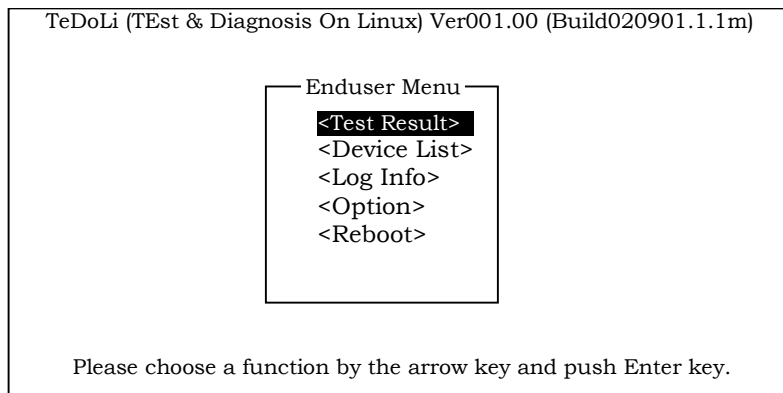 TeDoLi (TEst & Diagnosis On Linux) Ver001.00 (Build020901.1.1m)
Enduser Menu
<Test Result>
<Device List>
<Log Info>
<Option>
<Reboot>
Please choose a function by the arrow key and push Enter key.